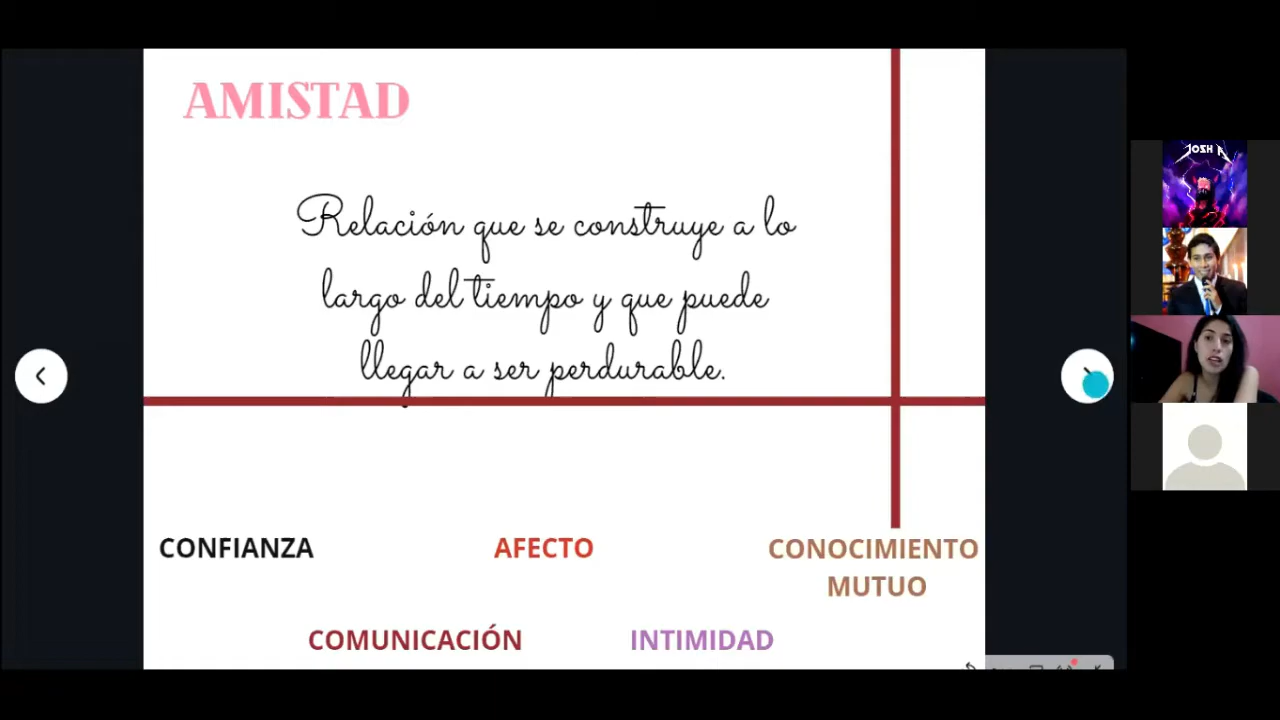 AMISTAD
Relación que se construye a lo
largo del tiempo y que puede
llegar a ser perdurable.
CONFIANZA
AFECTO
CONOCIMIENTO
MUTUO
COMUNICACIÓN
INTIMIDAD
JOSH R